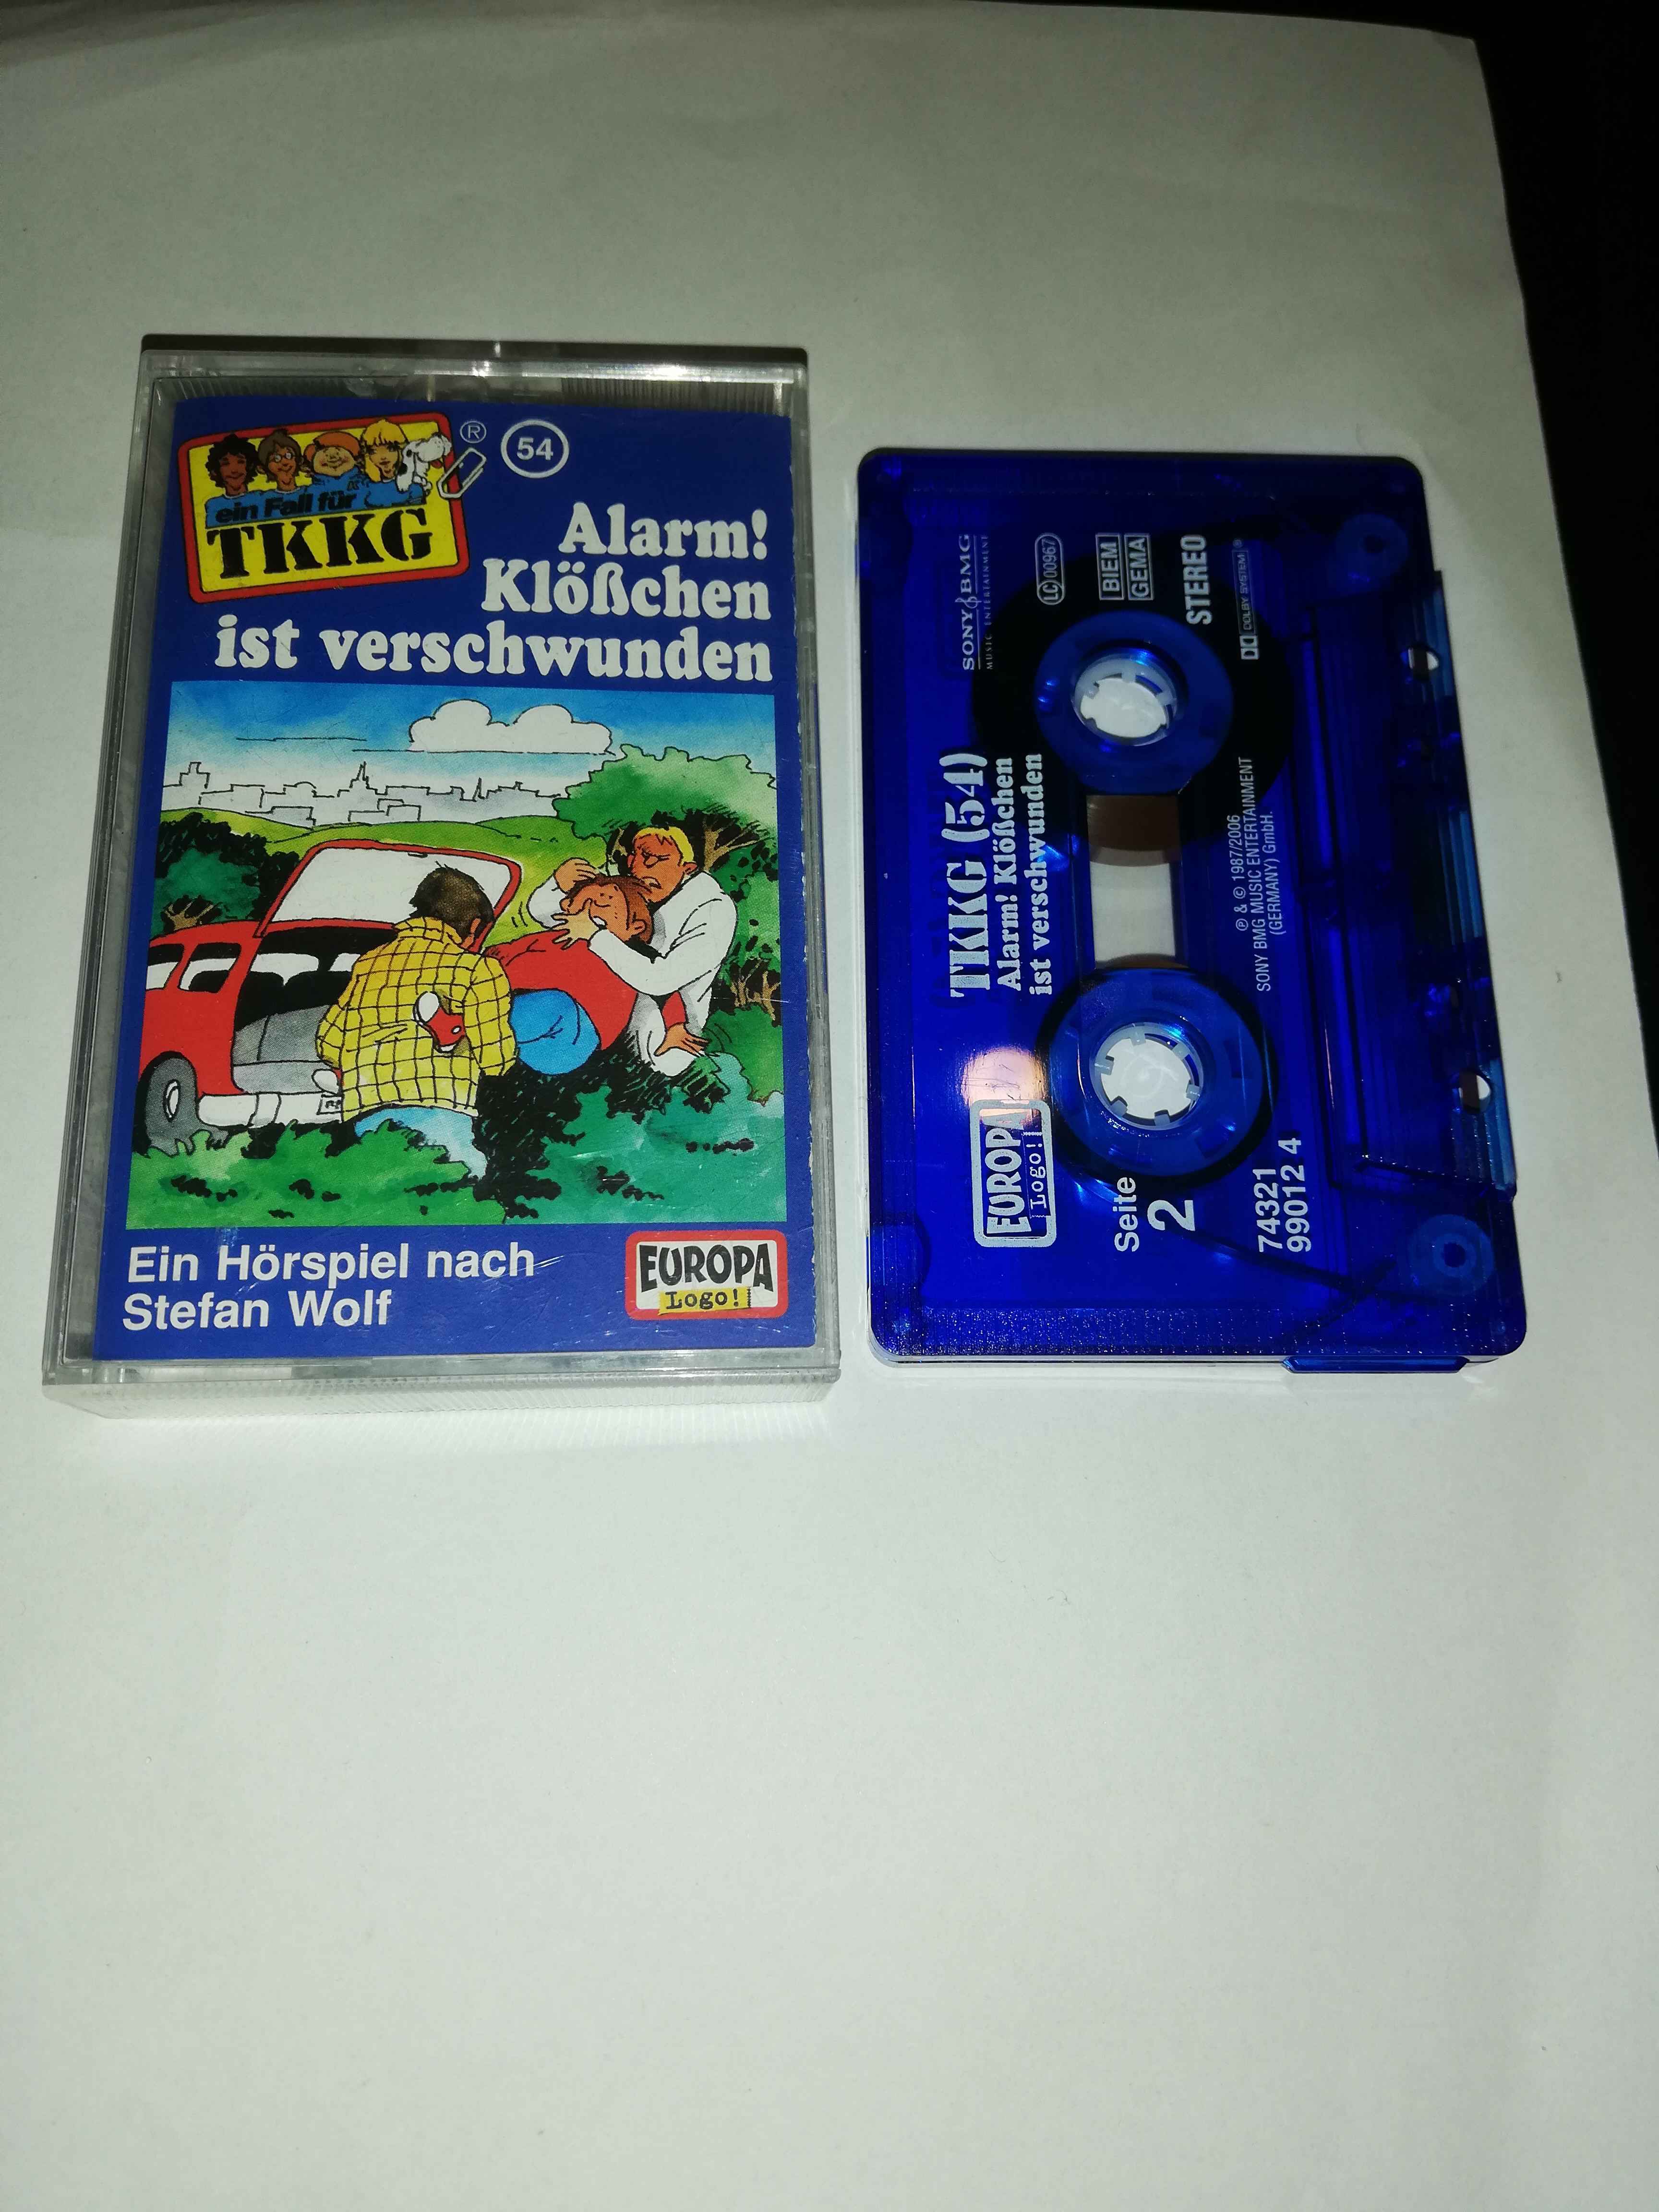 ein Fall für
TKKG
®
54
Alarm!
Klößchen
ist verschwunden
Ein Hörspiel nach
Stefan Wolf
EUROPA
Logo!
SONY BMG
MUSIC ENTERTAINMENT
LC 00967
BIEM
GEMA
STEREO
DOLBY SYSTEM®
TKKG (54)
Alarm! Klößchen
ist verschwunden
℗ & © 1987/2006
SONY BMG MUSIC ENTERTAINMENT
(GERMANY) GmbH.
EUROPA
Logo!
Seite
2
74321
99012 4